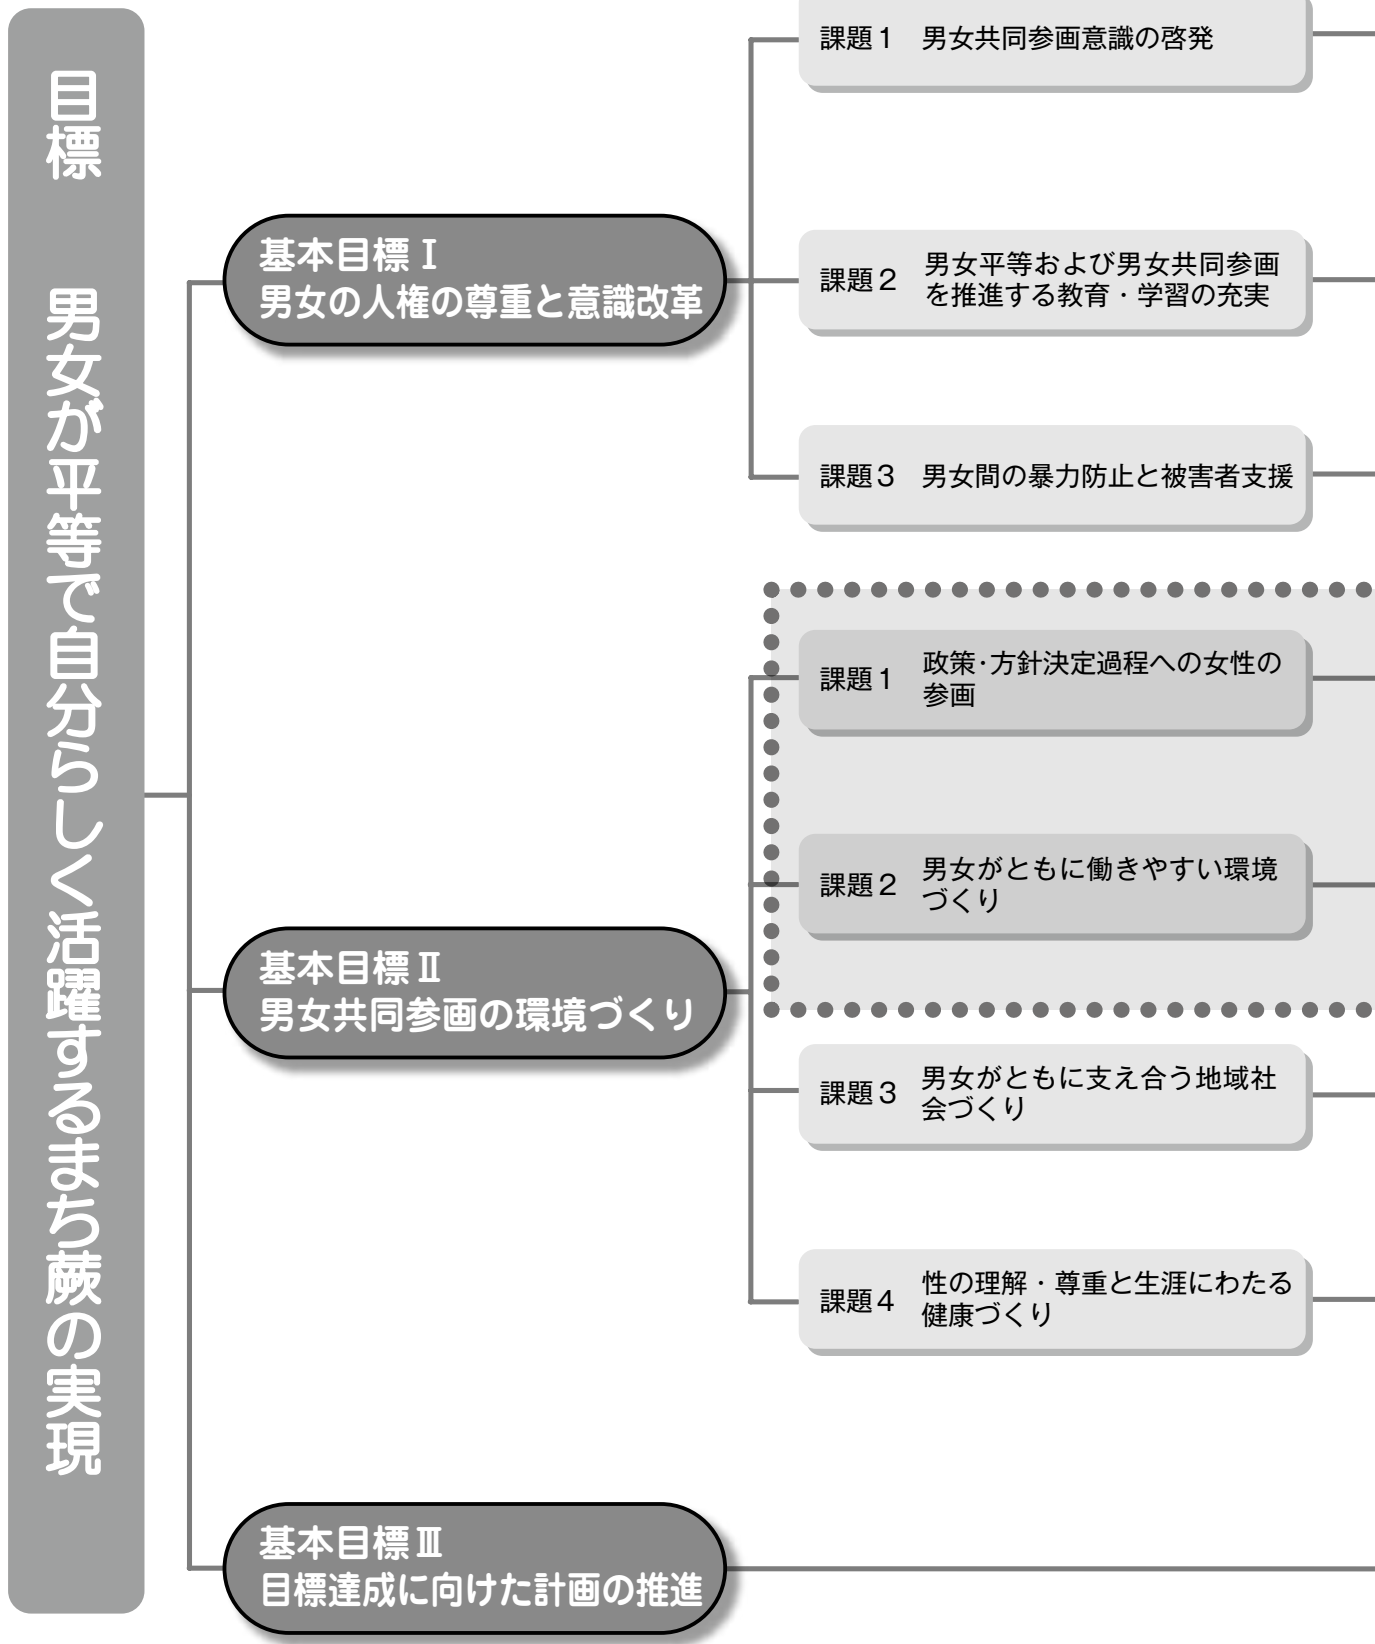 目標　男女が平等で自分らしく活躍するまち蕨の実現
基本目標Ⅰ
男女の人権の尊重と意識改革
課題1　男女共同参画意識の啓発
課題2　男女平等および男女共同参画
を推進する教育・学習の充実
課題3　男女間の暴力防止と被害者支援
基本目標Ⅱ
男女共同参画の環境づくり
課題1　政策・方針決定過程への女性の
参画
課題2　男女がともに働きやすい環境
づくり
課題3　男女がともに支え合う地域社
会づくり
課題4　性の理解・尊重と生涯にわたる
健康づくり
基本目標Ⅲ
目標達成に向けた計画の推進